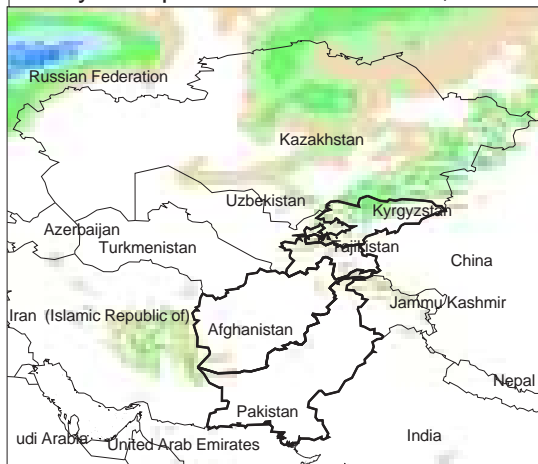 Russian Federation
Kazakhstan
Uzbekistan
Kyrgyzstan
Azerbaijan
Turkmenistan
Tajikistan
China
Iran (Islamic Republic of)
Jammu/Kashmir
Afghanistan
Nepal
Pakistan
udi Arabia
United Arab Emirates
India